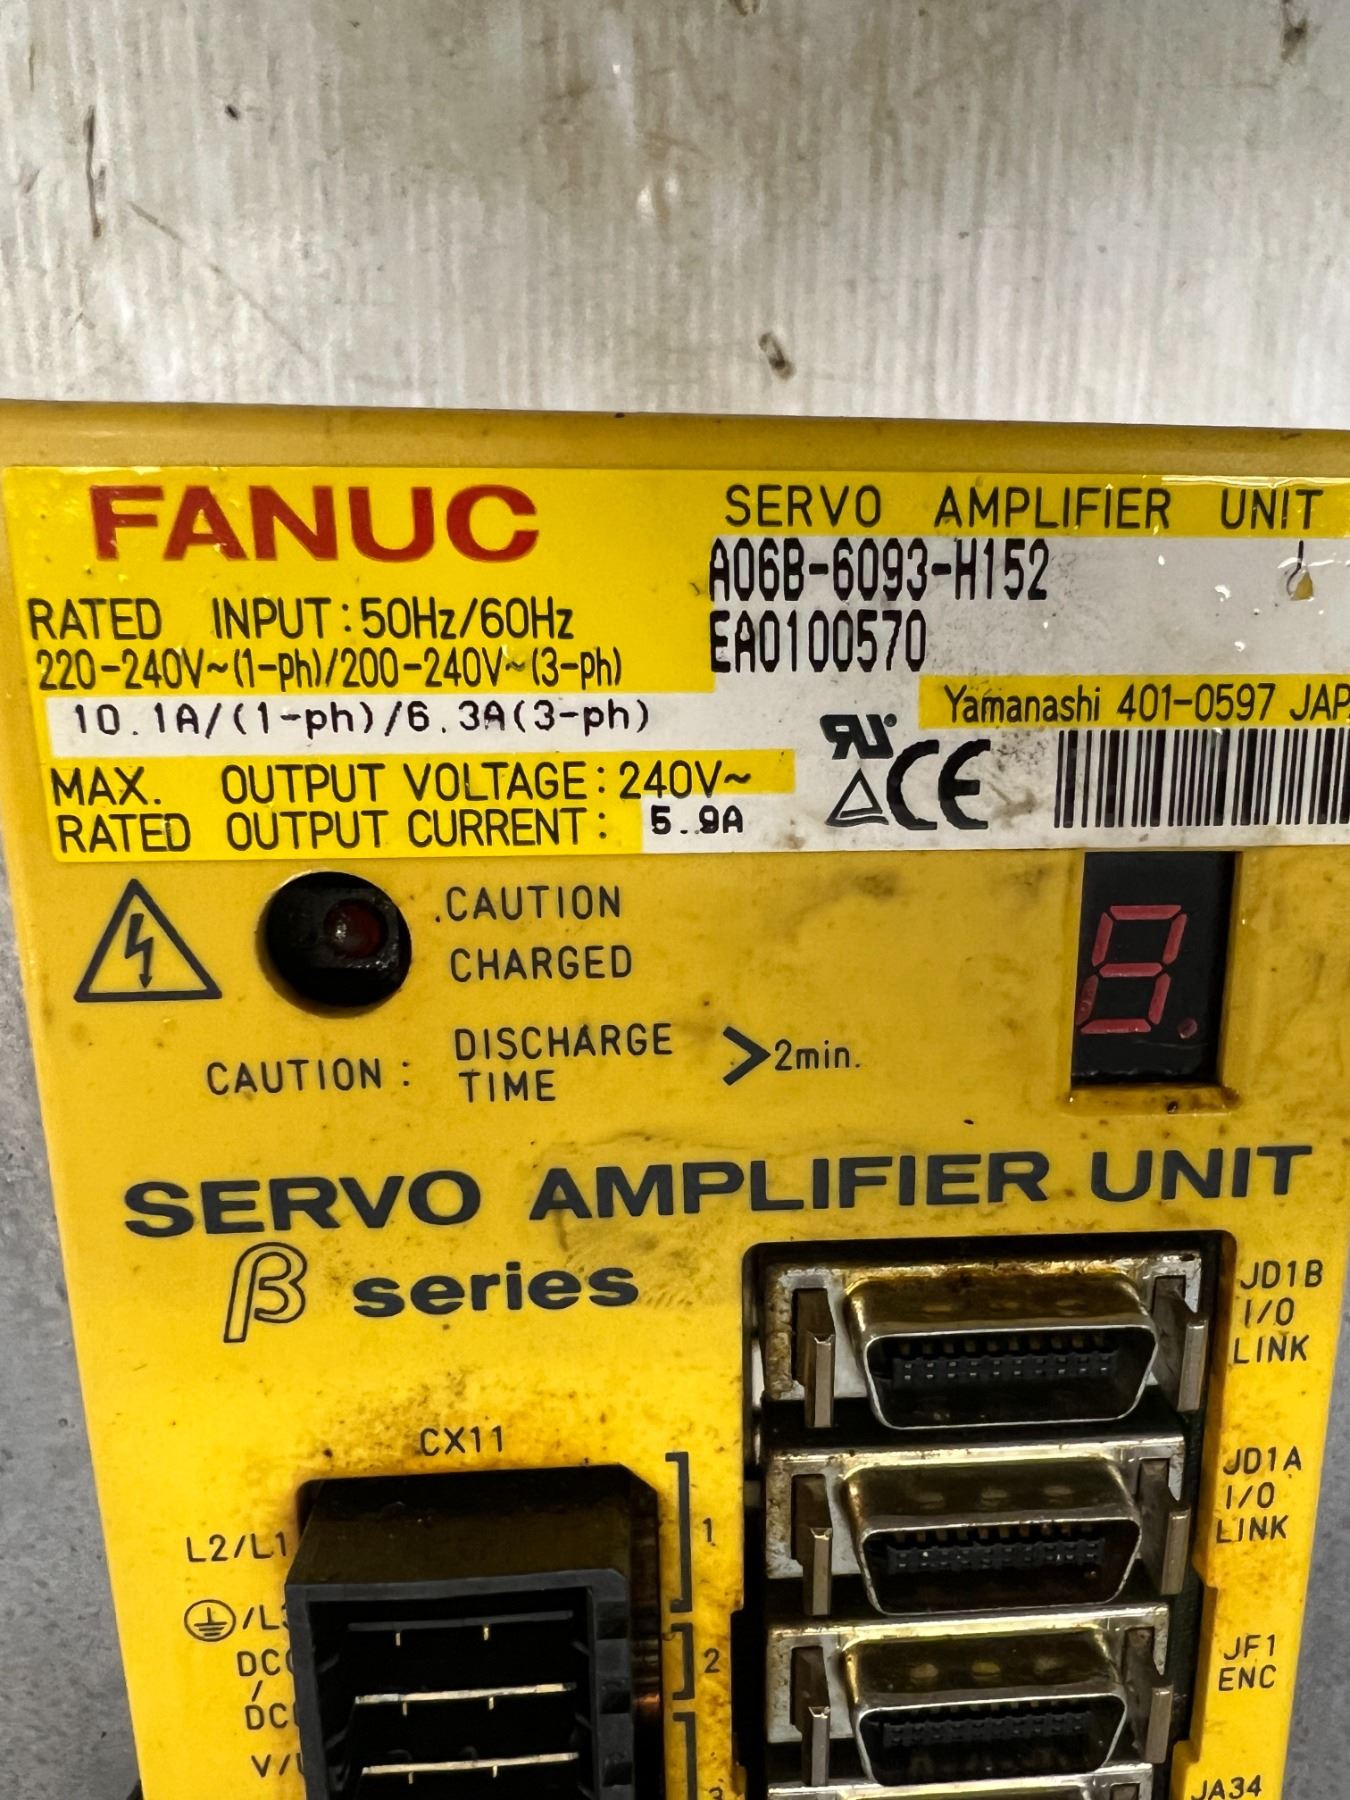 FANUC
SERVO AMPLIFIER UNIT
A06B-6093-H152
EA0100570
RATED INPUT:50Hz/60Hz
220-240V~(1-ph)/200-240V~(3-ph)
10.1A/(1-ph)/6.3A(3-ph)
Yamanashi 401-0597
MAX. OUTPUT VOLTAGE:240V~
RATED OUTPUT CURRENT: 5.9A
CE
CAUTION
CHARGED
CAUTION: DISCHARGE TIME >2min.
8.
SERVO AMPLIFIER UNIT
β series
JD1B
I/O
LINK
CX11
JD1A
I/O
LINK
L2/L1
1
2
JF1
ENC
3
JA34